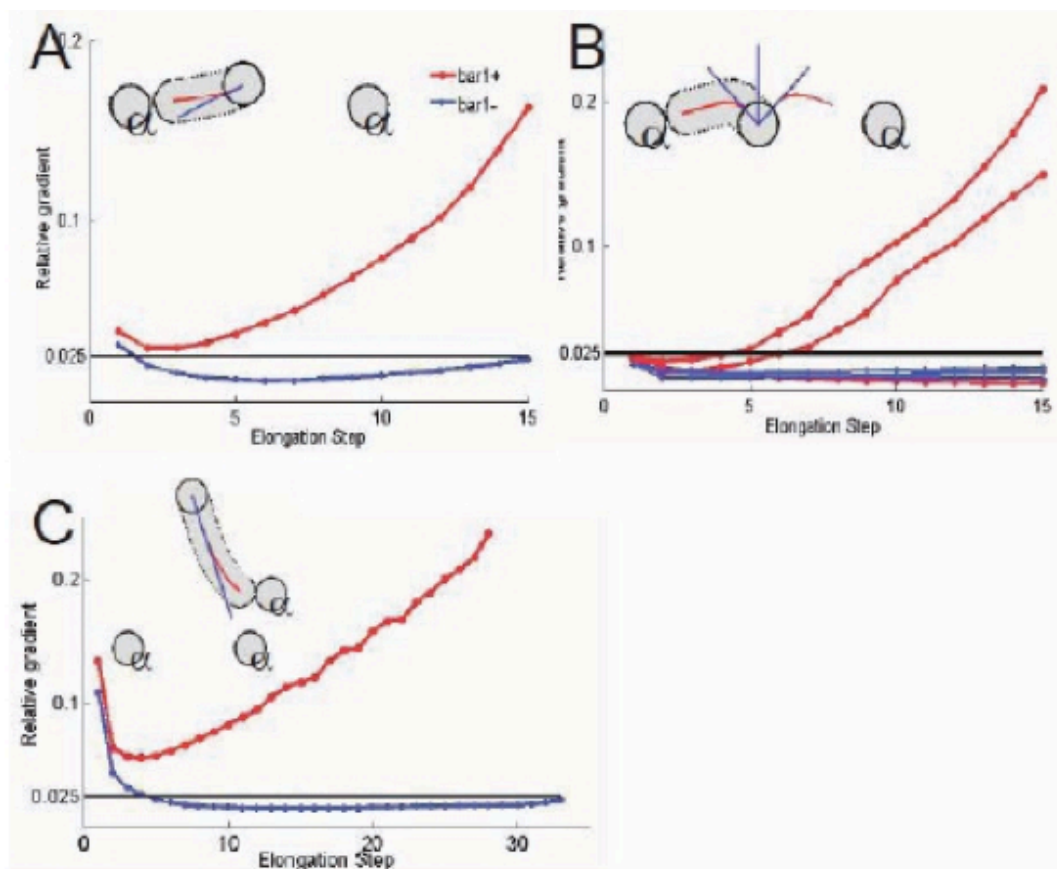 A
0.2
bar1+
bar1-
α
α
Relative gradient
0.1
0.025
0
5
10
15
Elongation Step
B
0.2
α
α
Relative gradient
0.1
0.025
0
5
10
15
Elongation Step
C
0.2
α
α
α
Relative gradient
0.1
0.025
0
10
20
30
Elongation Step